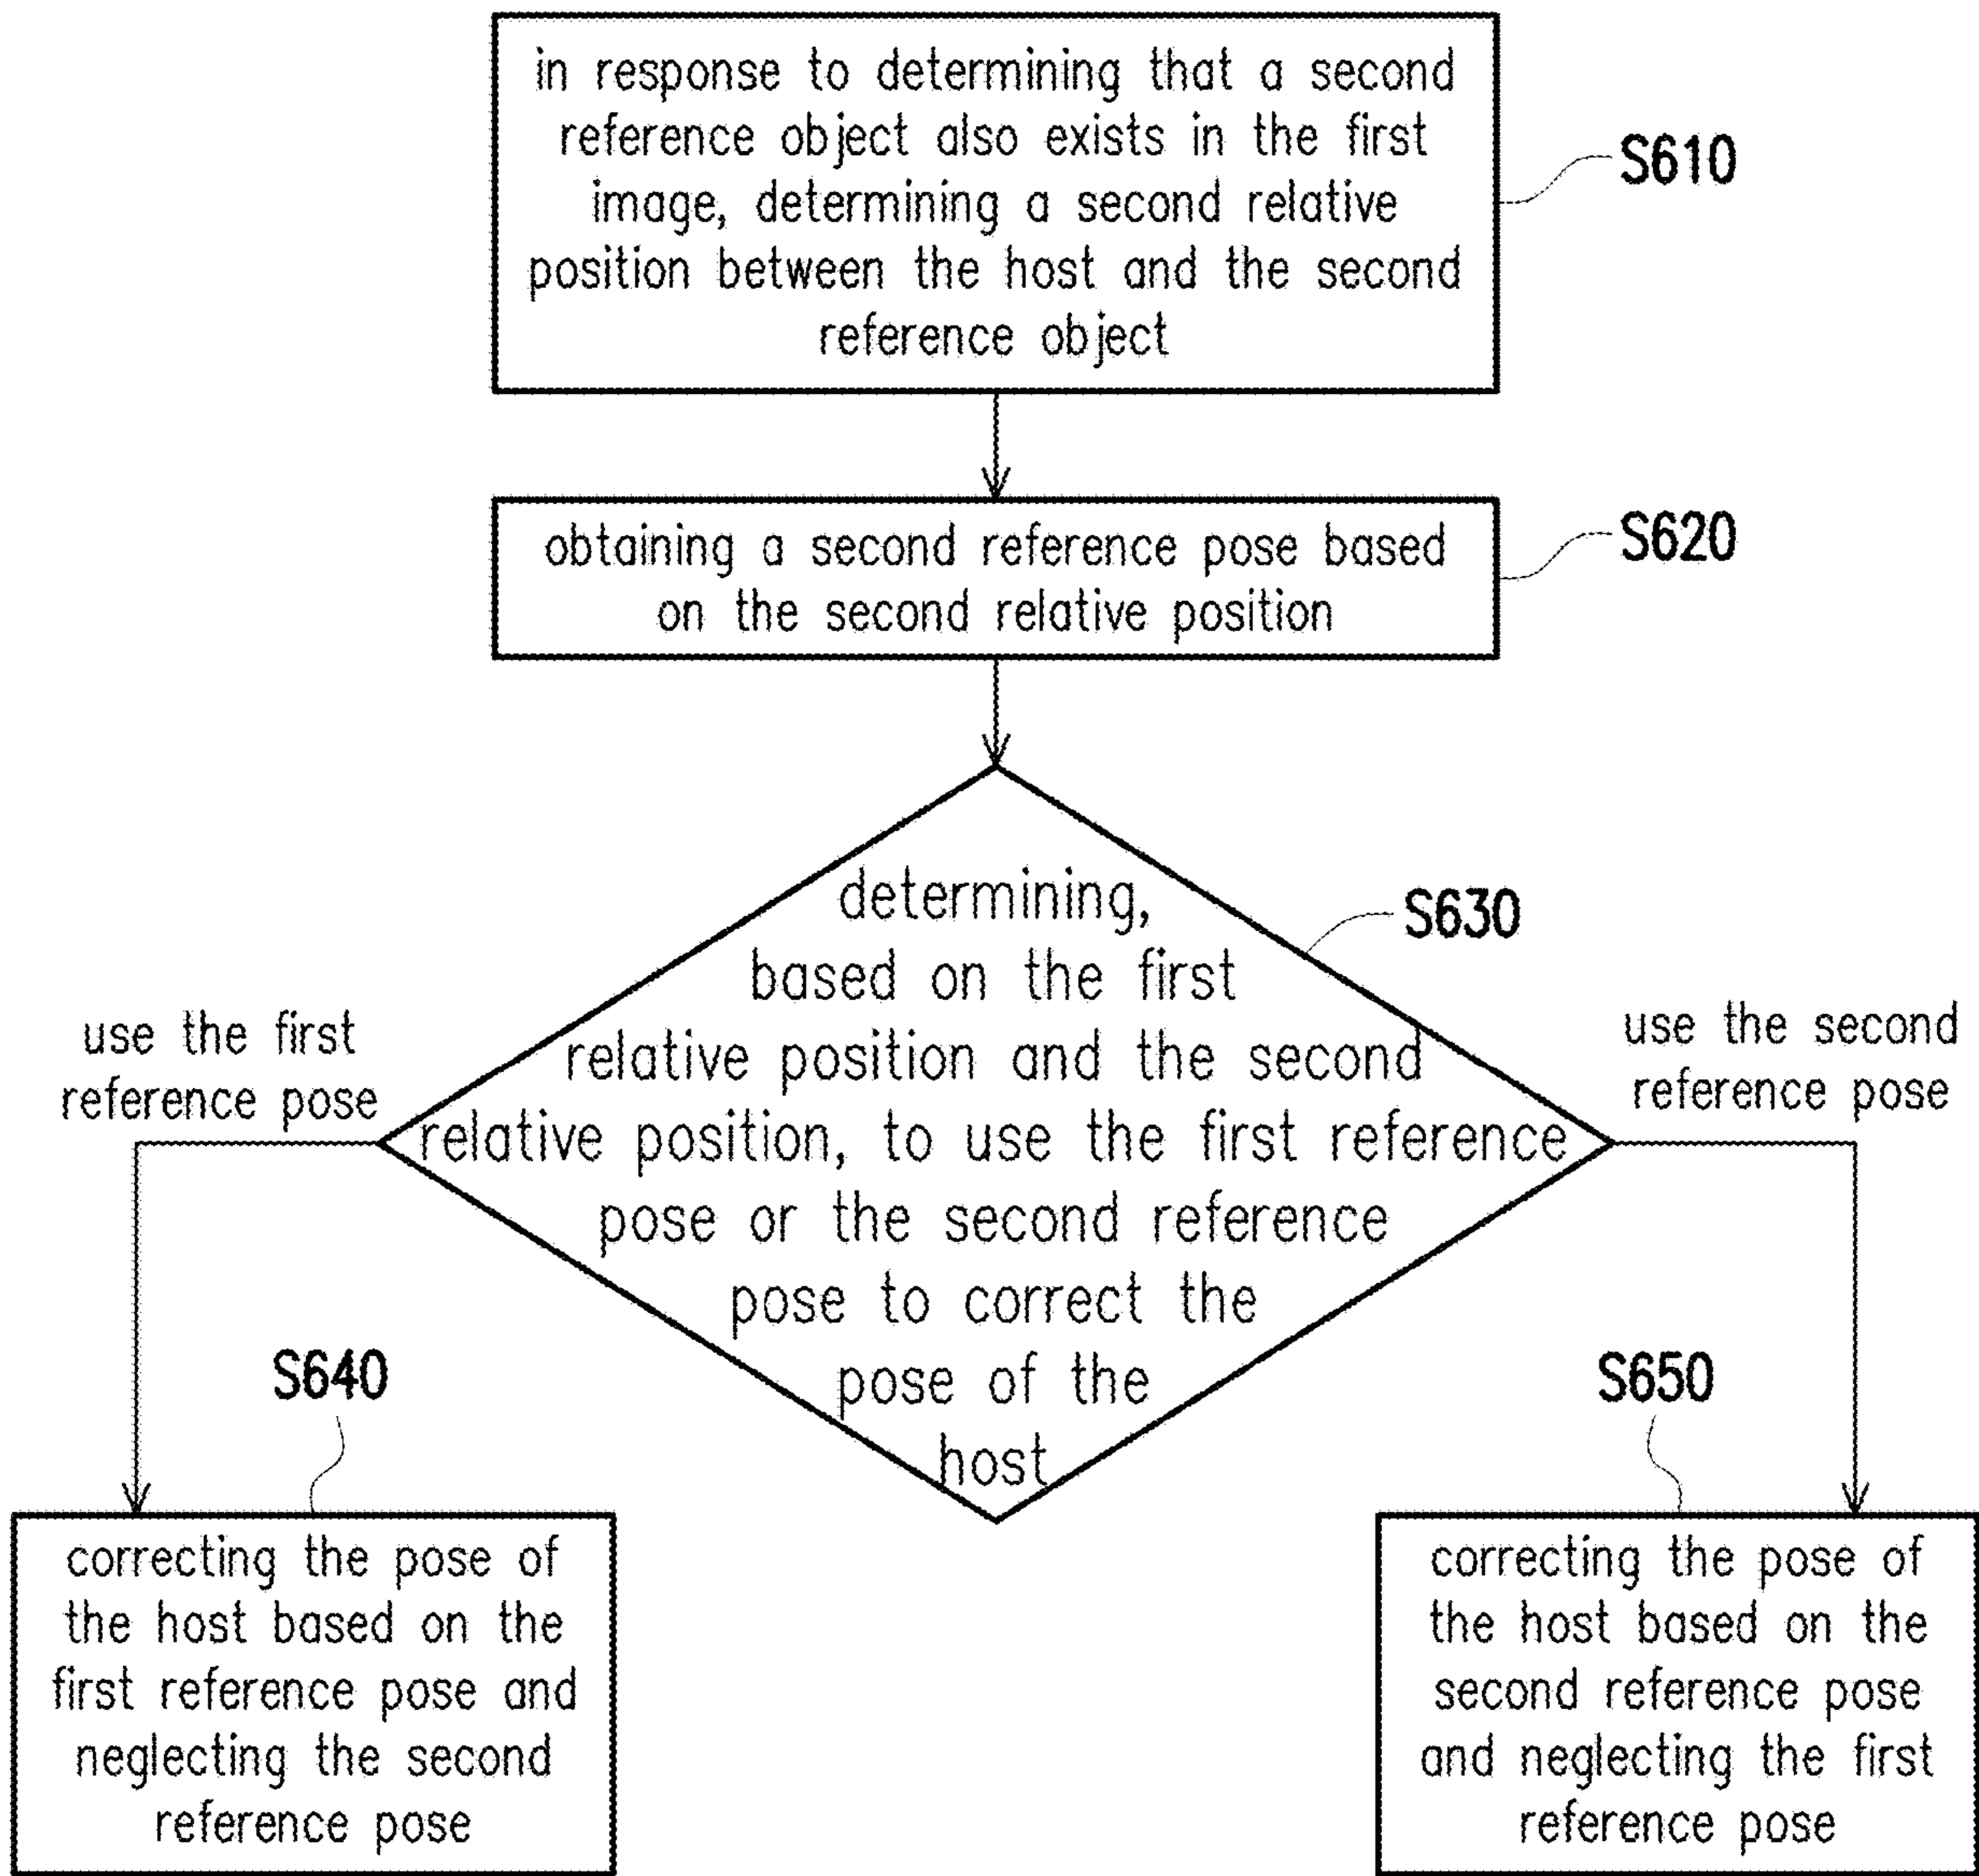 in response to determining that a second
reference object also exists in the first
image, determining a second relative
position between the host and the second
reference object
S610
obtaining a second reference pose based
on the second relative position
S620
determining,
based on the first
relative position and the second
relative position, to use the first reference
pose or the second reference
pose to correct the
pose of the
host
S630
use the first
reference pose
use the second
reference pose
S640
correcting the pose of
the host based on the
first reference pose and
neglecting the second
reference pose
S650
correcting the pose of
the host based on the
second reference pose
and neglecting the first
reference pose